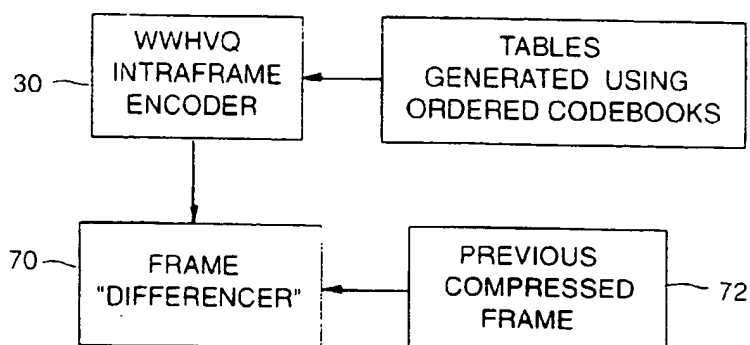 WWHVQ
INTRAFRAME
ENCODER
30
TABLES
GENERATED USING
ORDERED CODEBOOKS
70
FRAME
"DIFFERENCER"
PREVIOUS
COMPRESSED
FRAME
72